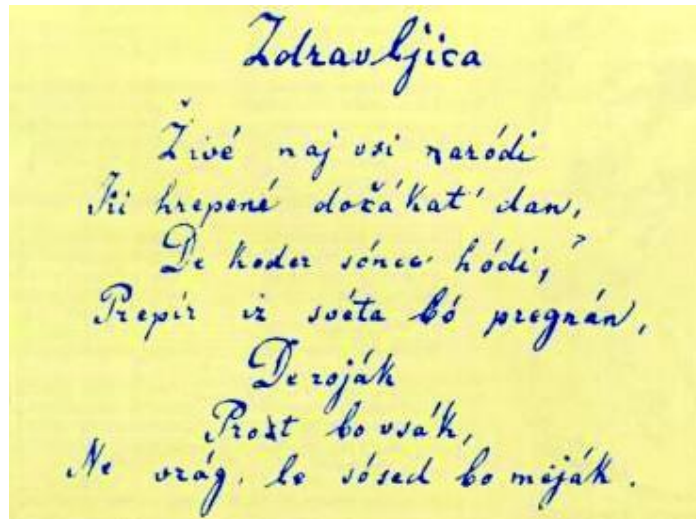 Zdravljica
Živé naj vsi naródi
Ki hrepené dočákat' dan,
De koder sónce hódi,
Prepír iz svéta bó pregnán,
De roják
Prost bo vsák,
Ne vrág, le sósed bo meják.